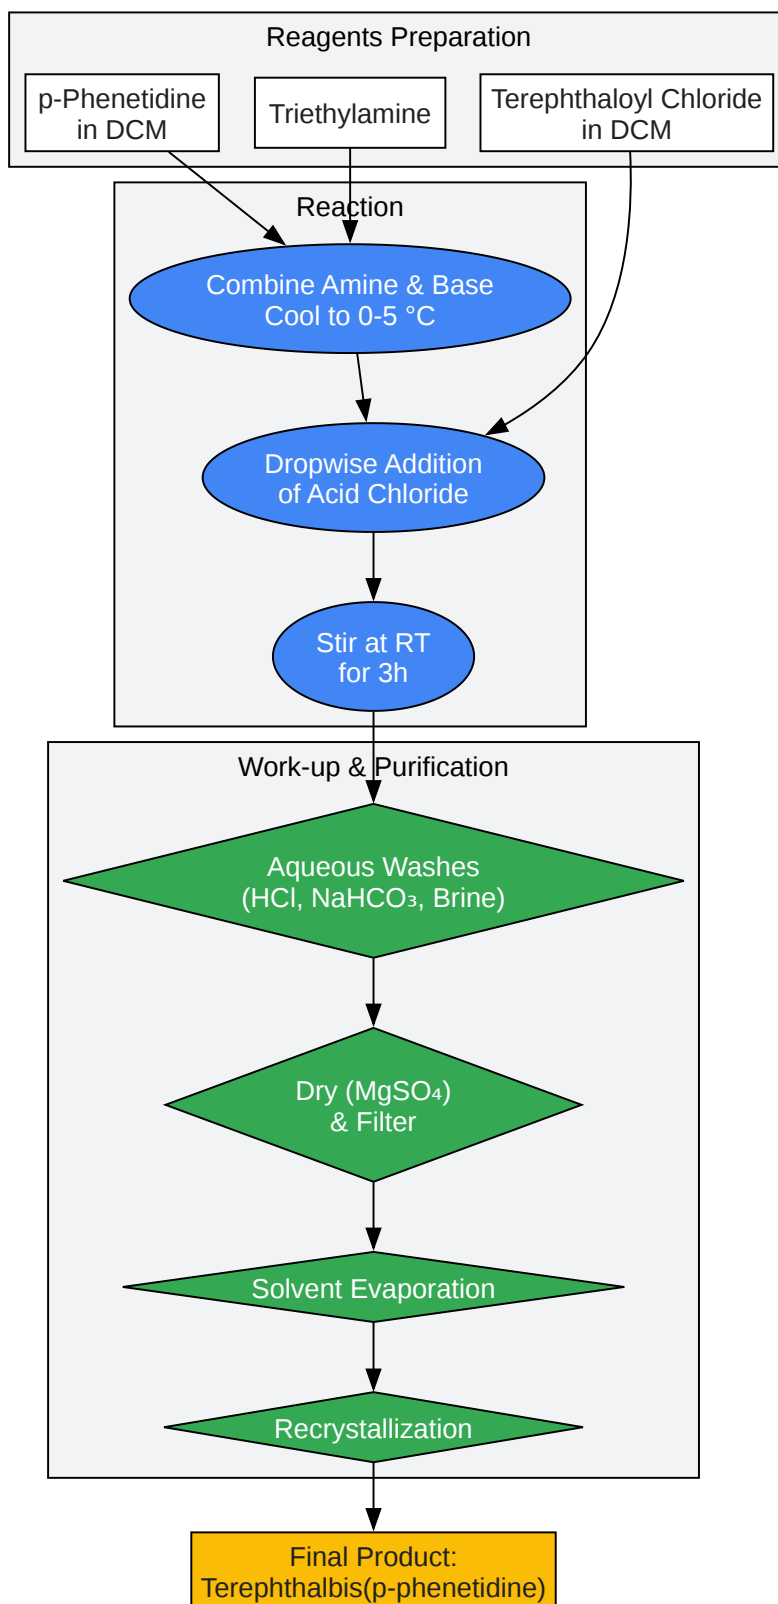 Reagents Preparation
p-Phenetidine
in DCM
Triethylamine
Terephthaloyl Chloride
in DCM
Reaction
Combine Amine & Base
Cool to 0-5 °C
Dropwise Addition
of Acid Chloride
Stir at RT
for 3h
Work-up & Purification
Aqueous Washes
(HCl, NaHCO₃, Brine)
Dry (MgSO₄)
& Filter
Solvent Evaporation
Recrystallization
Final Product:
Terephthalbis(p-phenetidine)